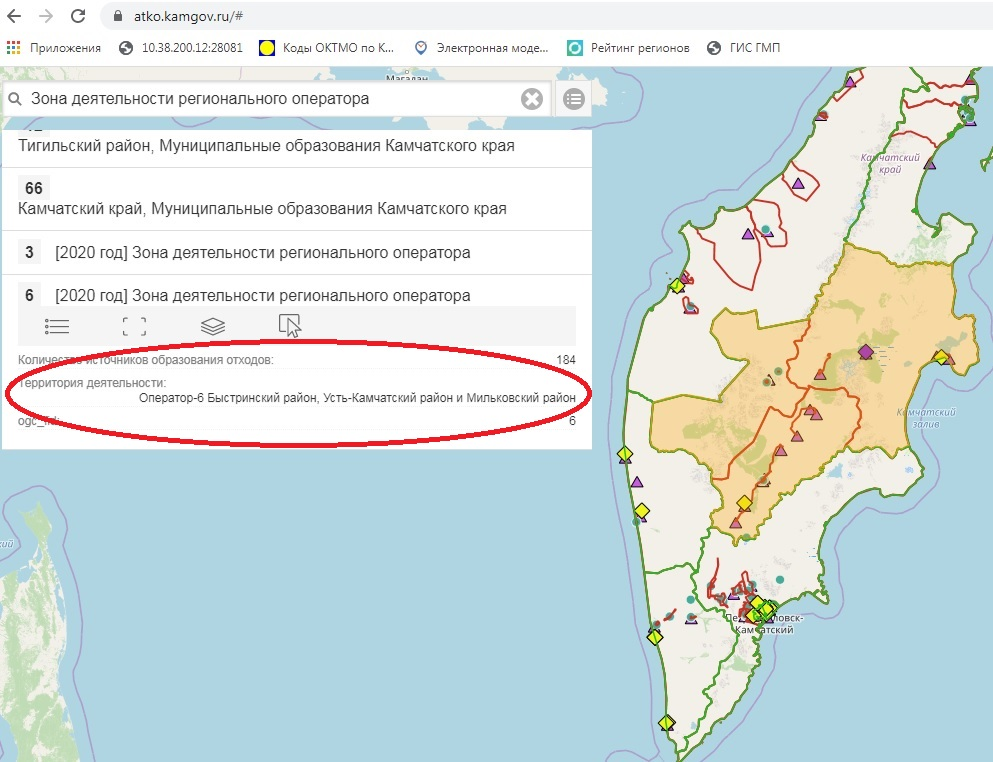 atko.kamgov.ru/#
Приложения 10.38.200.12:28081 Коды ОКТМО по К... Электронная моде... Рейтинг регионов ГИС ГМП
Магадан
Зона деятельности регионального оператора
Тигильский район, Муниципальные образования Камчатского края
66
Камчатский край, Муниципальные образования Камчатского края
3 [2020 год] Зона деятельности регионального оператора
6 [2020 год] Зона деятельности регионального оператора
Количество источников образования отходов: 184
Территория деятельности:
Оператор-6 Быстринский район, Усть-Камчатский район и Мильковский район
6
Камчатский
край
Камчатский
залив
Камчатский